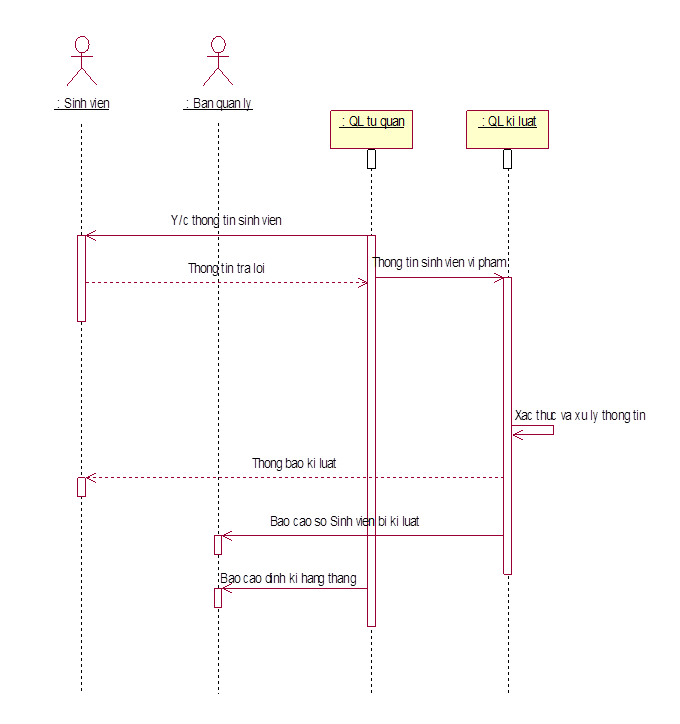 : Sinh vien
: Ban quan ly
: QL tu quan
: QL ki luat
Y/c thong tin sinh vien
Thong tin tra loi
Thong tin sinh vien vi pham
Xac thuc va xu ly thong tin
Thong bao ki luat
Bao cao so Sinh vien bi ki luat
Bao cao dinh ki hang thang